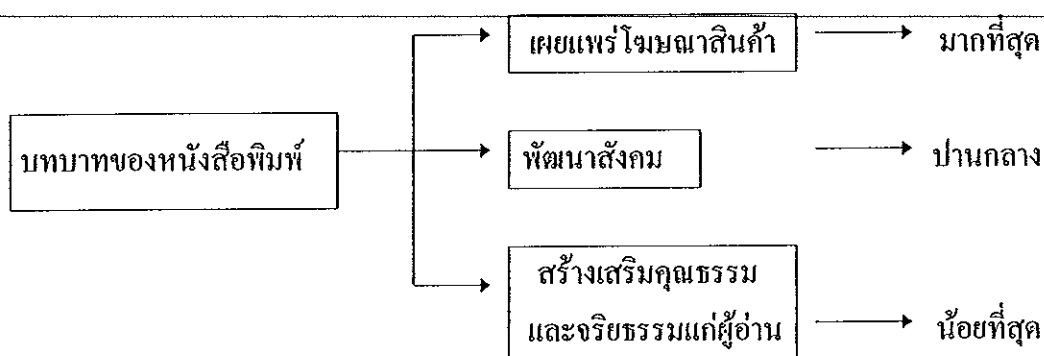 เผยแพร่โฆษณาสินค้า
มากที่สุด
บทบาทของหนังสือพิมพ์
พัฒนาสังคม
ปานกลาง
สร้างเสริมคุณธรรม
และจริยธรรมแก่ผู้อ่าน
น้อยที่สุด